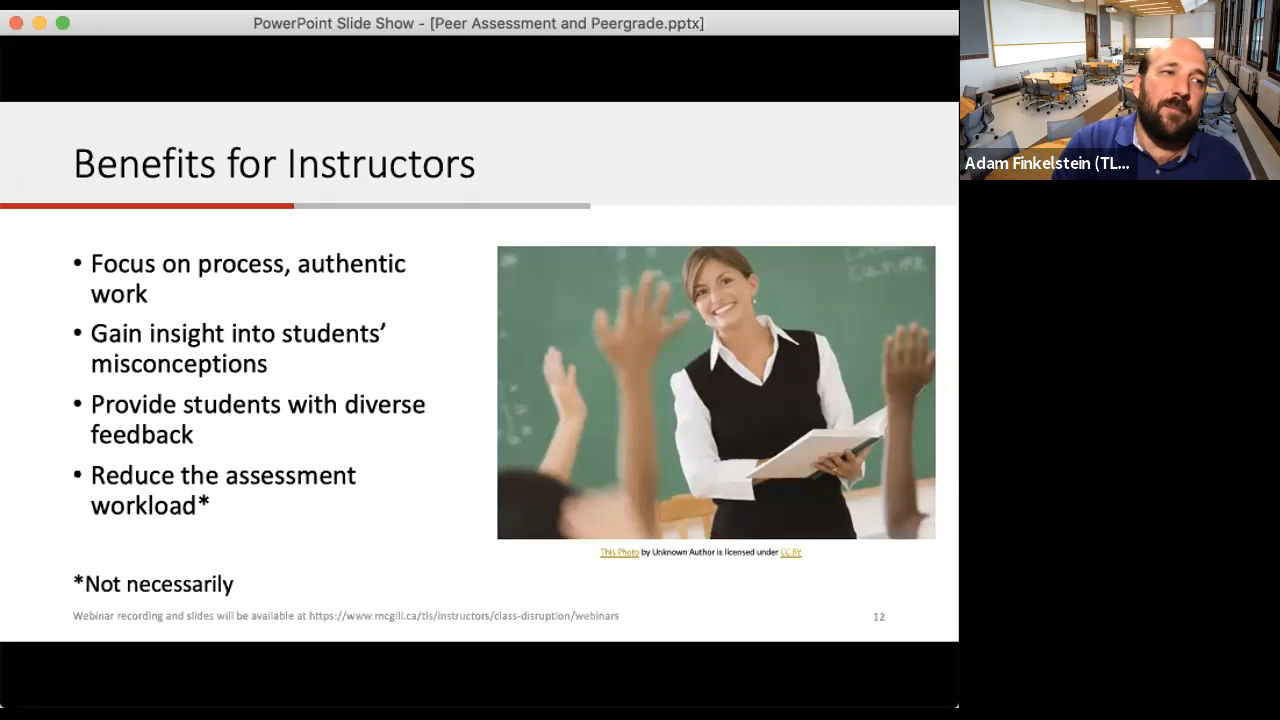 PowerPoint Slide Show - [Peer Assessment and Peergrade.pptx]
Adam Finkelstein (TL...
Benefits for Instructors
• Focus on process, authentic
work
• Gain insight into students’
misconceptions
• Provide students with diverse
feedback
• Reduce the assessment
workload*
This Photo by Unknown Author is licensed under CC BY
*Not necessarily
Webinar recording and slides will be available at https://www.mcgill.ca/tls/instructors/class-disruption/webinars
12